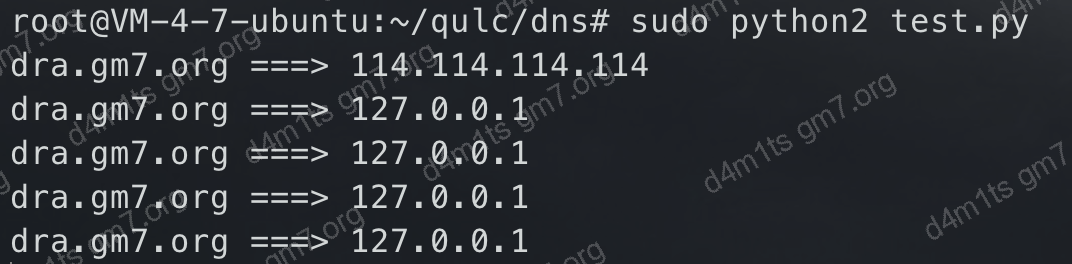 root@VM-4-7-ubuntu:~/qulc/dns# sudo python2 test.py
dra.gm7.org ===> 114.114.114.114
dra.gm7.org ===> 127.0.0.1
dra.gm7.org ===> 127.0.0.1
dra.gm7.org ===> 127.0.0.1
dra.gm7.org ===> 127.0.0.1
d4m1ts gm7.org
d4m1ts gm7.org
d4m1ts gm7.org
d4m1ts gm7.org
d4m1ts gm7